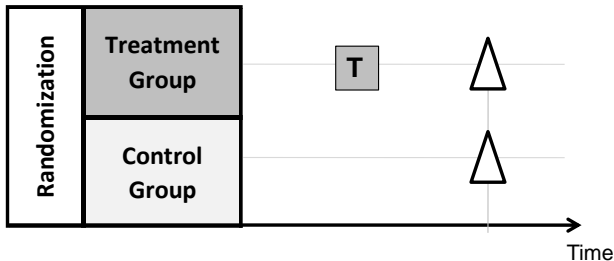 Randomization
Treatment
Group
T
Control
Group
Time